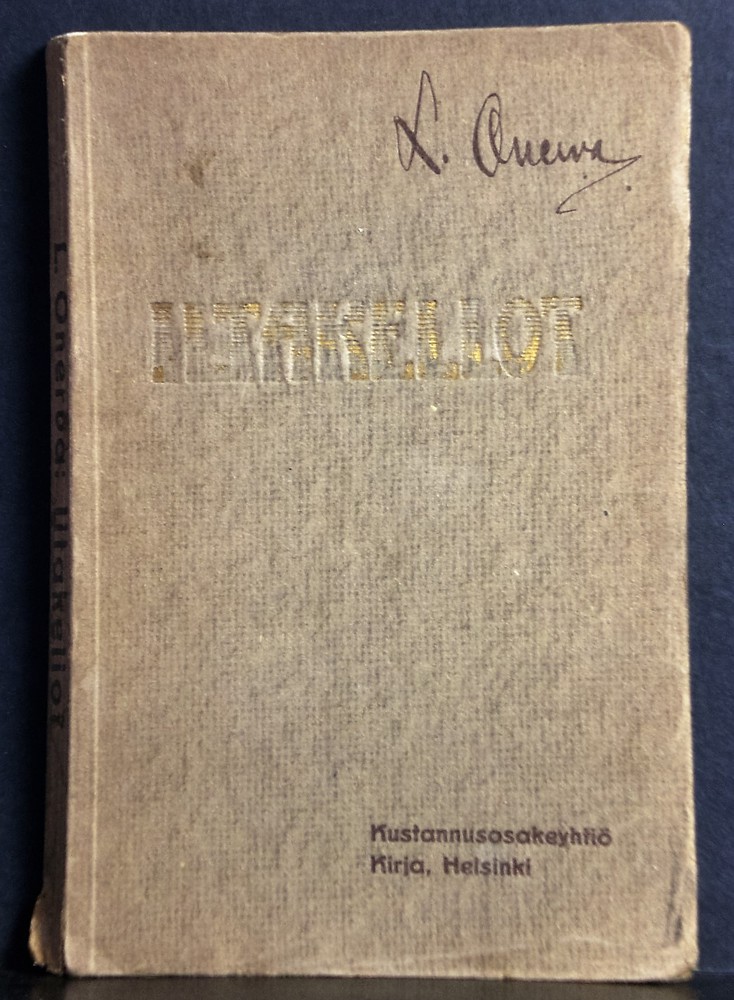 L. Onerva
ILTAKELLOT
Kustannusosakeyhtiö
Kirja, Helsinki
L. Onerva: Iltakellot